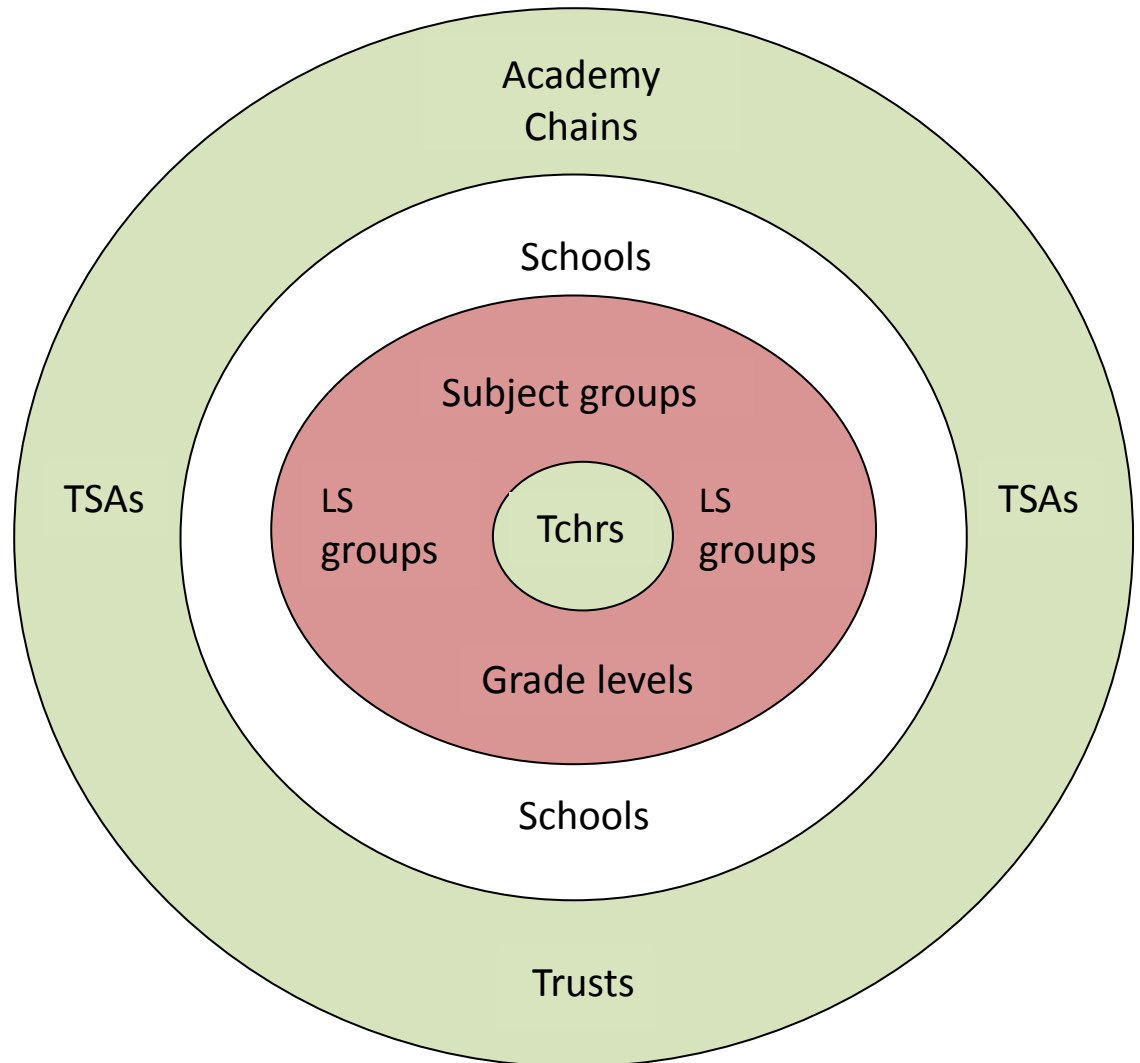 Academy
Chains
Schools
Subject groups
TSAs
LS
groups
Tchrs
LS
groups
TSAs
Grade levels
Schools
Trusts